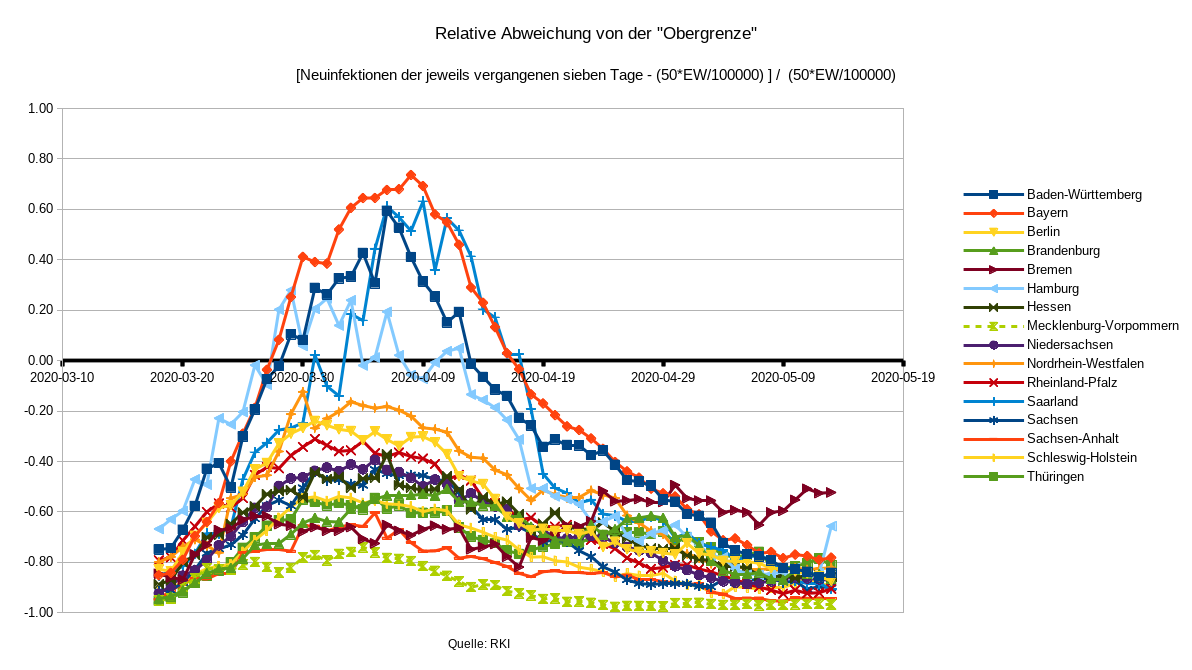 Relative Abweichung von der "Obergrenze"
[Neuinfektionen der jeweils vergangenen sieben Tage - (50*EW/100000) ] /  (50*EW/100000)
1.00
0.80
0.60
0.40
0.20
0.00
-0.20
-0.40
-0.60
-0.80
-1.00
2020-03-10
2020-03-20
2020-03-30
2020-04-09
2020-04-19
2020-04-29
2020-05-09
2020-05-19
Baden-Württemberg
Bayern
Berlin
Brandenburg
Bremen
Hamburg
Hessen
Mecklenburg-Vorpommern
Niedersachsen
Nordrhein-Westfalen
Rheinland-Pfalz
Saarland
Sachsen
Sachsen-Anhalt
Schleswig-Holstein
Thüringen
Quelle: RKI